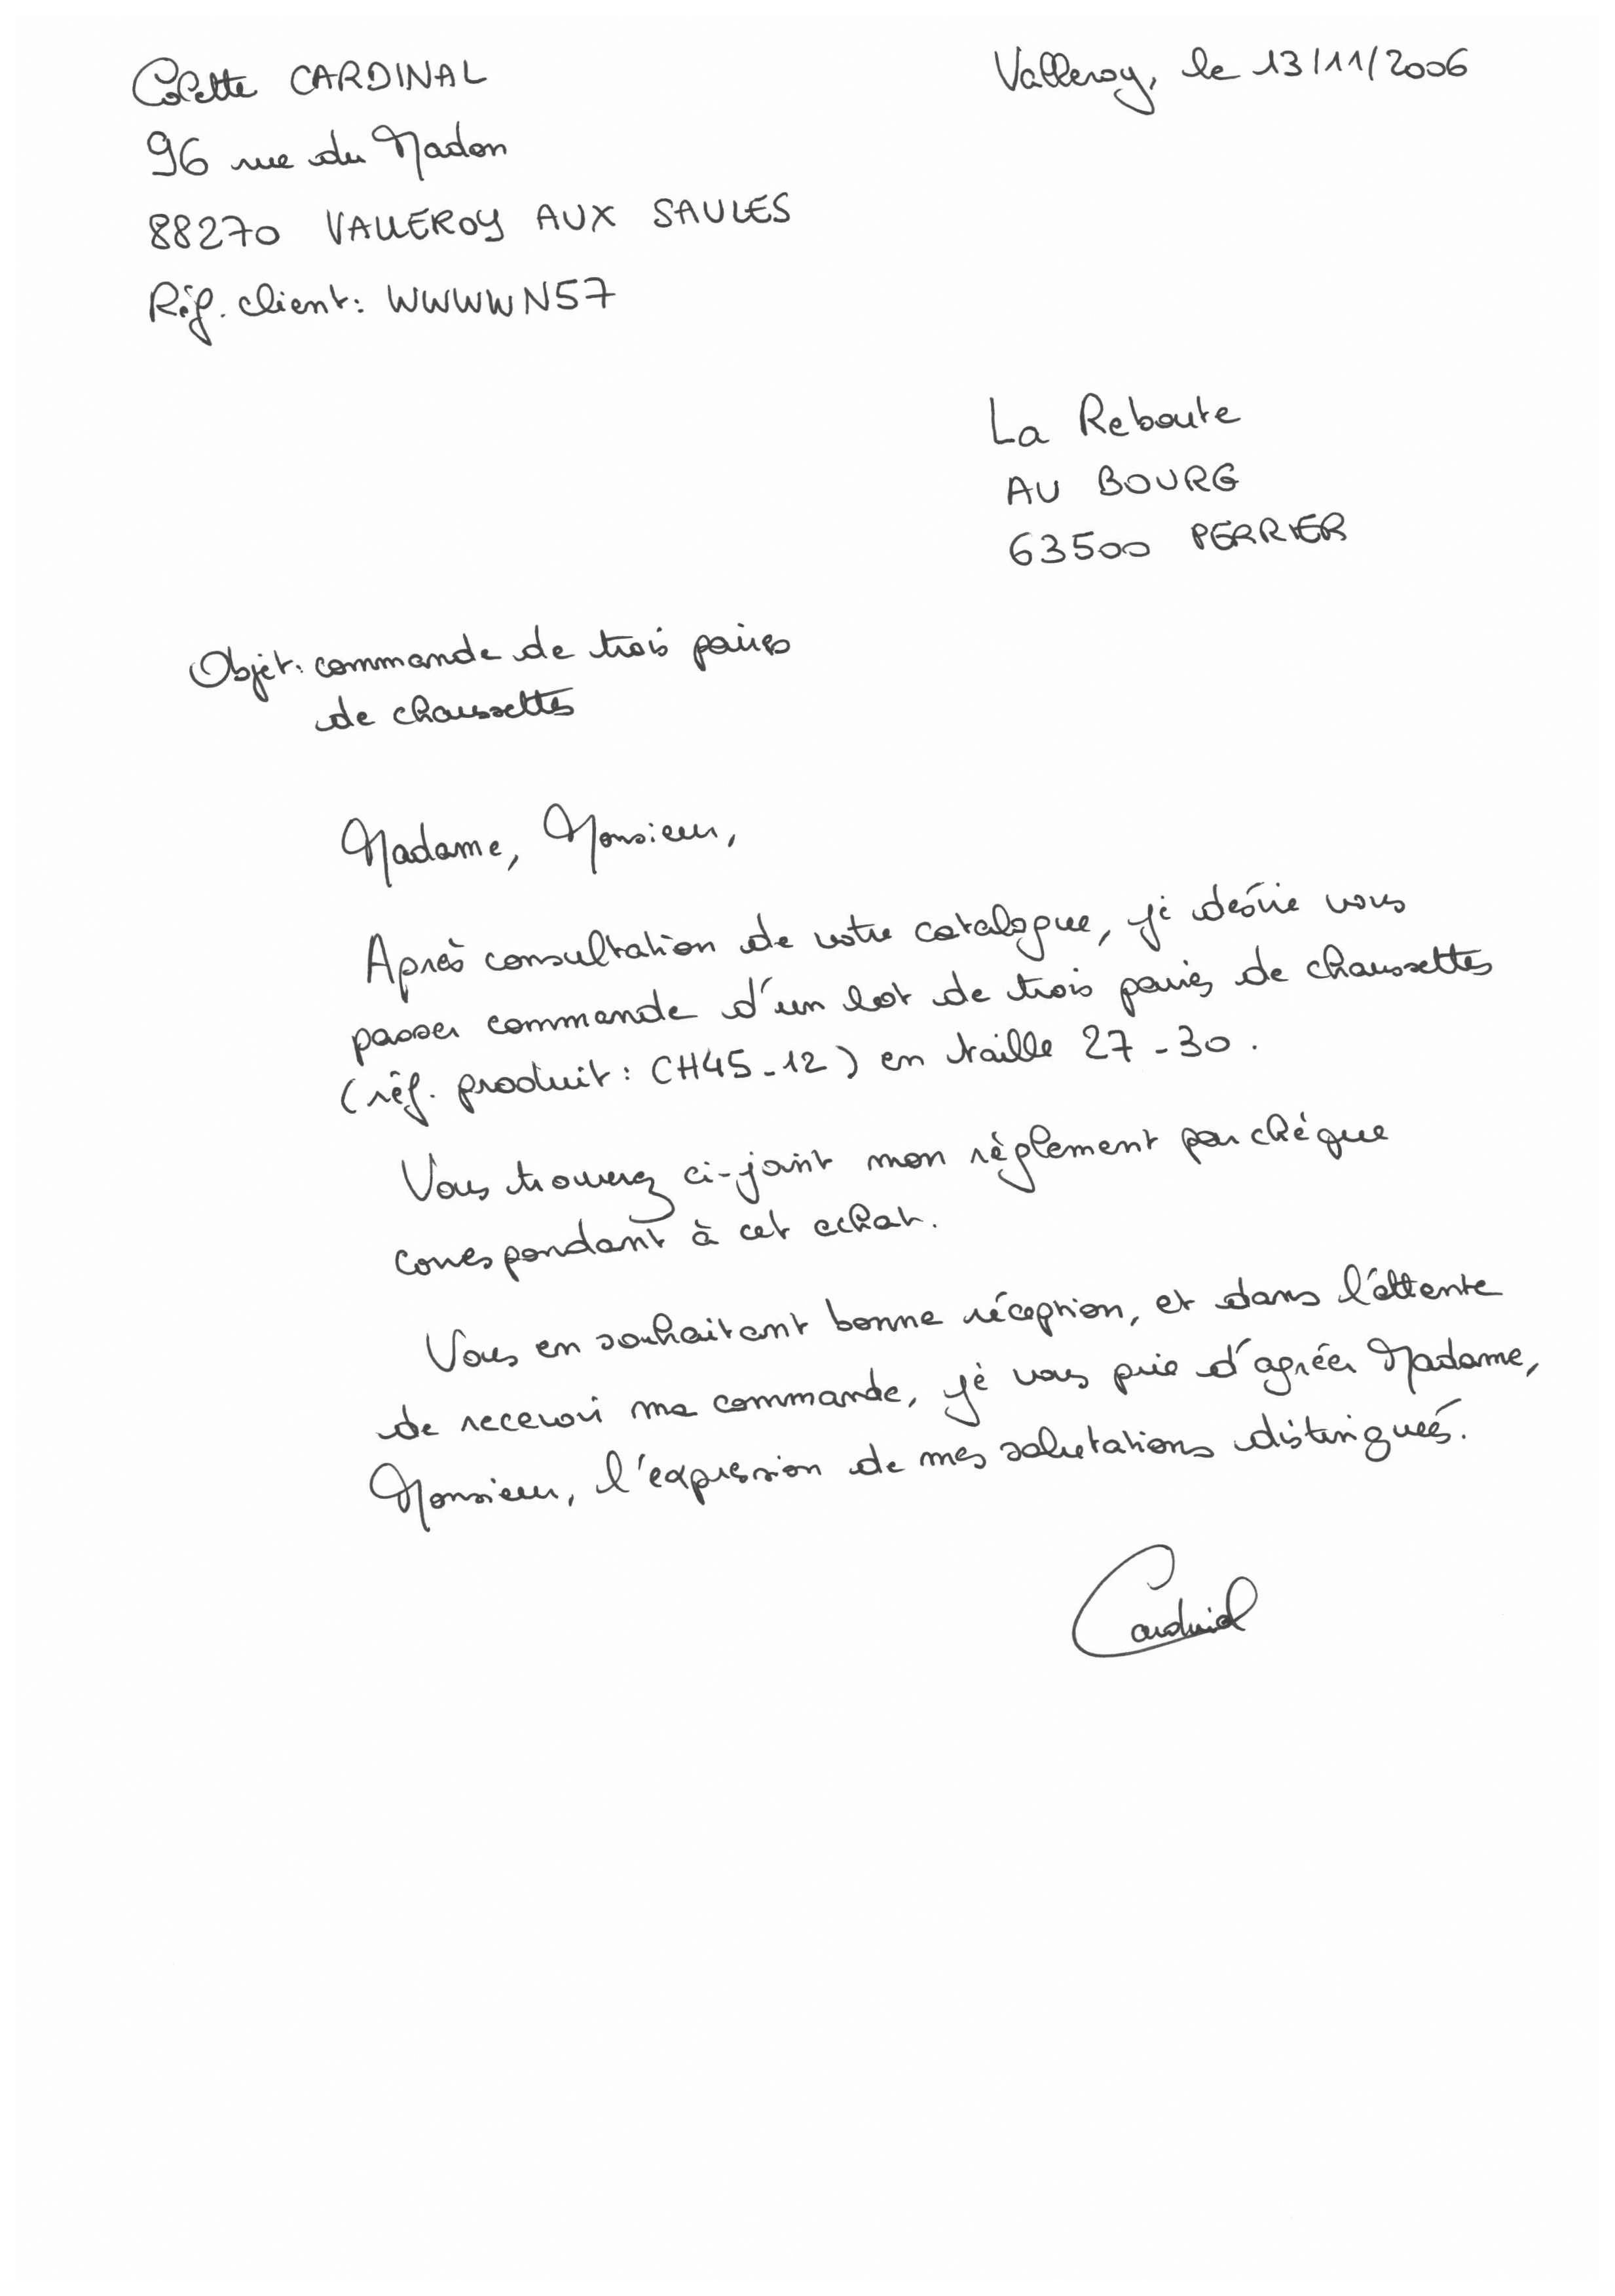 Colette CARDINAL
Valleroy, le 13/11/2006
96 rue du Madon
88270 VALLEROY AUX SAULES
Réf. client: WWWWN57
La Reboute
AU BOURG
63500 PERRIER
Objet: commande de trois paires
de chaussettes
Madame, Monsieur,
Après consultation de votre catalogue, je désire vous
passer commande d'un lot de trois paires de chaussettes
(réf. produit: CH45-12) en taille 27-30.
Vous trouverez ci-joint mon règlement par chéque
correspondant à cet achat.
Vous en souhaitant bonne réception, et dans l'attente
de recevoir ma commande, je vous prie d'agréer Madame,
Monsieur, l'expression de mes salutations distinguées.
Cardinal